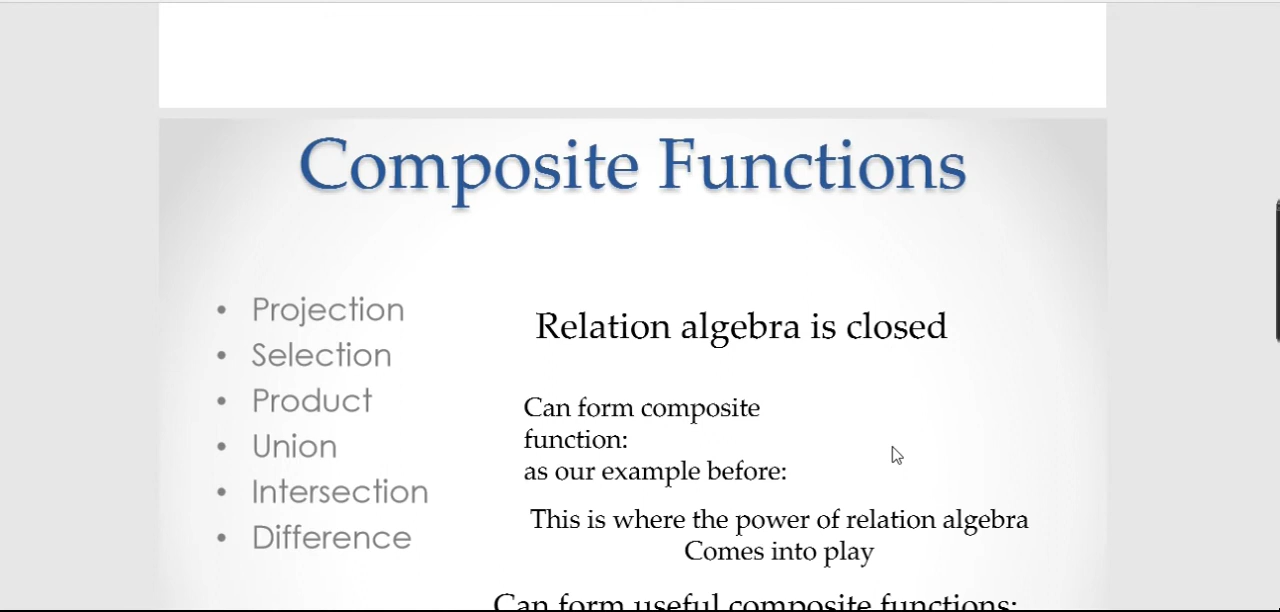 Composite Functions
• Projection
• Selection
• Product
• Union
• Intersection
• Difference
Relation algebra is closed
Can form composite
function:
as our example before:
This is where the power of relation algebra
Comes into play
Can form useful composite functions: